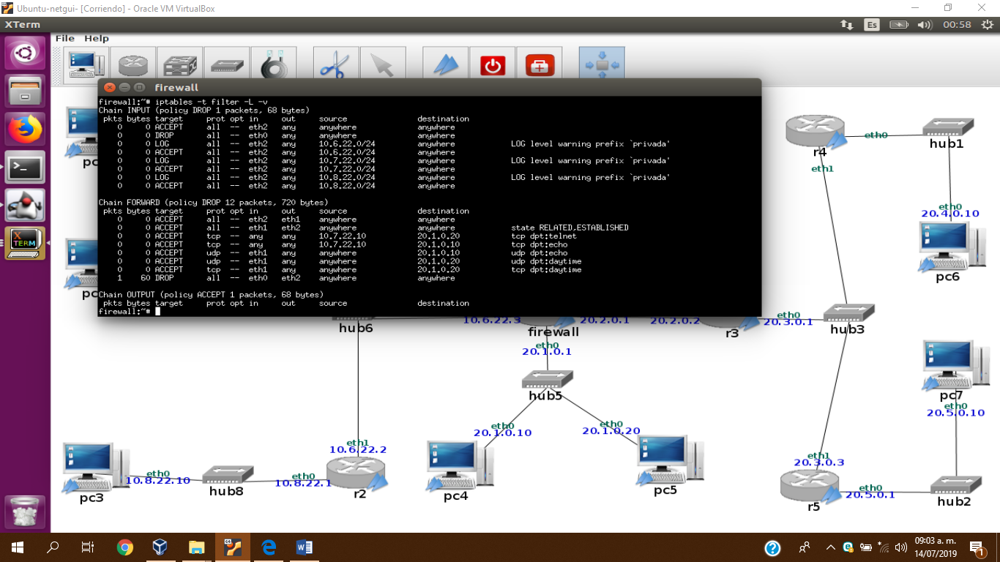 Ubuntu-netgui- [Corriendo] - Oracle VM VirtualBox
XTerm
Es
00:58
File Help
firewall
firewall:~# iptables -t filter -L -v
Chain INPUT (policy DROP 1 packets, 68 bytes)
pkts bytes target prot opt in out source destination
0 0 ACCEPT all -- eth2 any anywhere anywhere
0 0 DROP all -- eth0 any anywhere anywhere
0 0 LOG all -- eth2 any 10.6.22.0/24 anywhere LOG level warning prefix `privada'
0 0 ACCEPT all -- eth2 any 10.6.22.0/24 anywhere
0 0 LOG all -- eth2 any 10.7.22.0/24 anywhere LOG level warning prefix `privada'
0 0 ACCEPT all -- eth2 any 10.7.22.0/24 anywhere
0 0 LOG all -- eth2 any 10.8.22.0/24 anywhere LOG level warning prefix `privada'
0 0 ACCEPT all -- eth2 any 10.8.22.0/24 anywhere
Chain FORWARD (policy DROP 12 packets, 720 bytes)
pkts bytes target prot opt in out source destination
0 0 ACCEPT all -- eth2 eth1 anywhere anywhere
0 0 ACCEPT all -- eth1 eth2 anywhere anywhere state RELATED,ESTABLISHED
0 0 ACCEPT tcp -- any any 10.7.22.10 20.1.0.20 tcp dpt:telnet
0 0 ACCEPT tcp -- any any 10.7.22.10 20.1.0.10 tcp dpt:echo
0 0 ACCEPT udp -- eth1 any anywhere 20.1.0.10 udp dpt:echo
0 0 ACCEPT udp -- eth1 any anywhere 20.1.0.20 udp dpt:daytime
0 0 ACCEPT tcp -- eth1 any anywhere 20.1.0.20 tcp dpt:daytime
1 60 DROP all -- eth0 eth2 anywhere anywhere
Chain OUTPUT (policy ACCEPT 1 packets, 68 bytes)
pkts bytes target prot opt in out source destination
firewall:~#
pc
pc
r4
eth0
eth1
hub1
eth0
20.4.0.10
pc6
hub6
10.6.22.3
firewall
20.2.0.1
20.2.0.2
r3
eth0
20.3.0.1
hub3
eth0
20.1.0.1
hub5
pc7
eth0
20.5.0.10
eth0
20.1.0.10
eth0
20.1.0.20
eth1
10.6.22.2
eth1
20.3.0.3
pc3
eth0
10.8.22.10
hub8
eth0
10.8.22.1
r2
pc4
pc5
r5
eth0
20.5.0.1
hub2
X
TERM
09:03 a. m.
14/07/2019
1